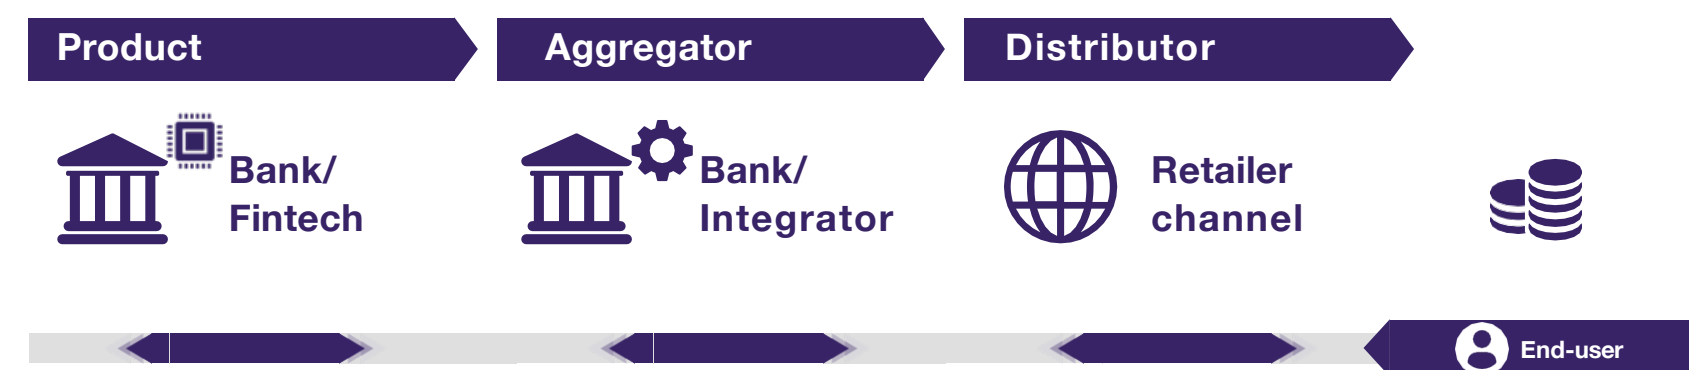 Product
Aggregator
Distributor
Bank/
Fintech
Bank/
Integrator
Retailer
channel
End-user